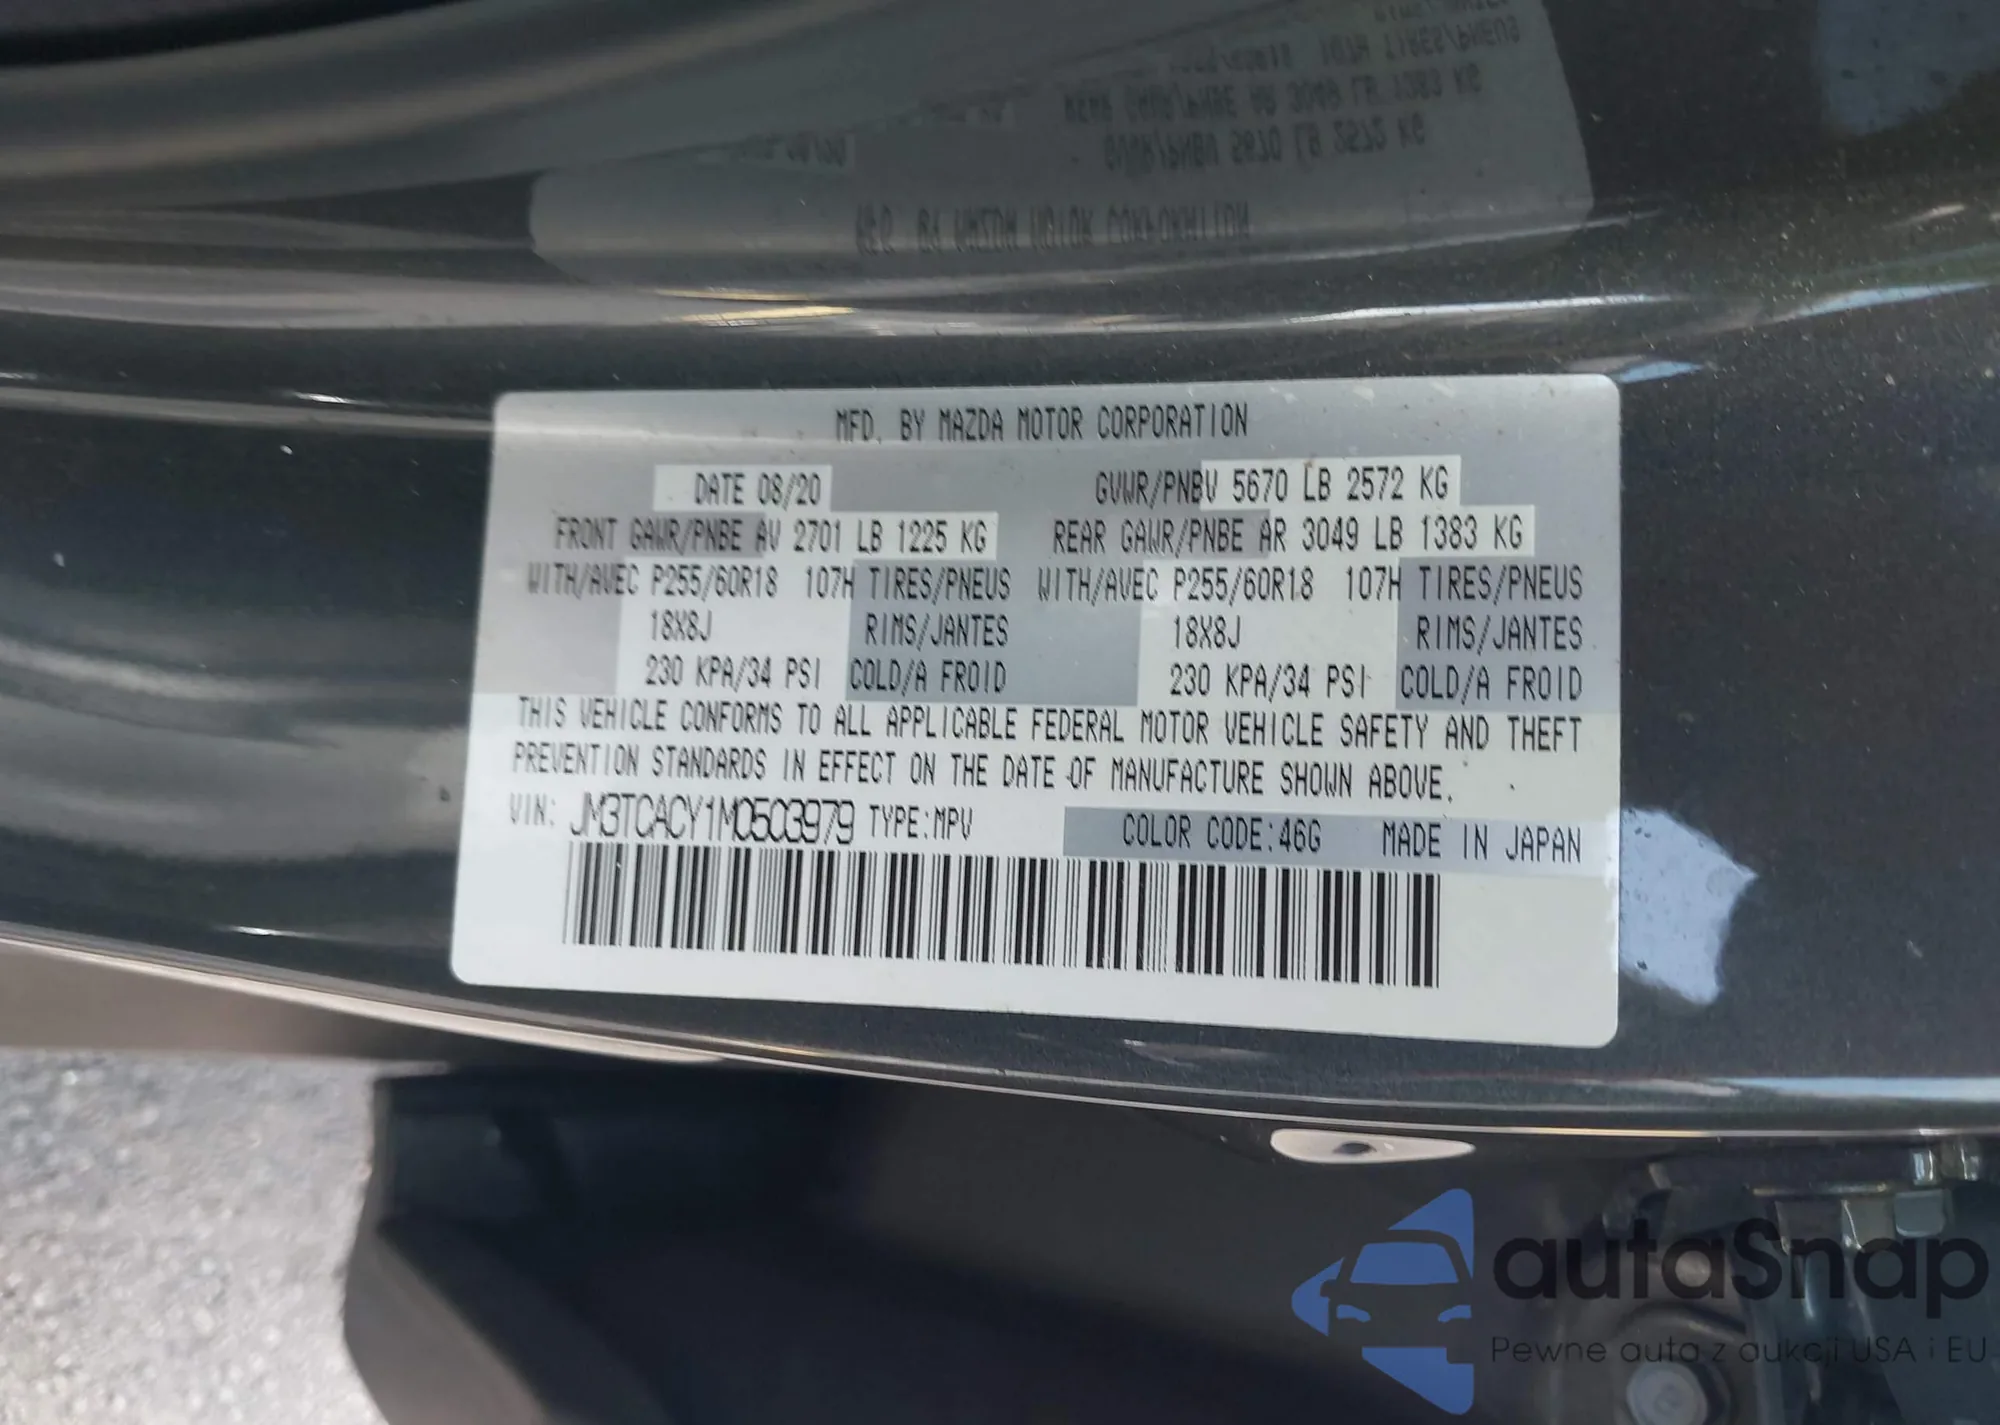 MFD. BY MAZDA MOTOR CORPORATION
DATE 08/20 GVWR/PNBV 5670 LB 2572 KG
FRONT GAWR/PNBE AV 2701 LB 1225 KG REAR GAWR/PNBE AR 3049 LB 1383 KG
WITH/AVEC P255/60R18 107H TIRES/PNEUS WITH/AVEC P255/60R18 107H TIRES/PNEUS
18X8J RIMS/JANTES 18X8J RIMS/JANTES
230 KPA/34 PSI COLD/A FROID 230 KPA/34 PSI COLD/A FROID
THIS VEHICLE CONFORMS TO ALL APPLICABLE FEDERAL MOTOR VEHICLE SAFETY AND THEFT
PREVENTION STANDARDS IN EFFECT ON THE DATE OF MANUFACTURE SHOWN ABOVE.
VIN: JM3TCACY1M0503979 TYPE:MPV COLOR CODE:46G MADE IN JAPAN
autaSnap
Pewne auta z aukcji USA i EU